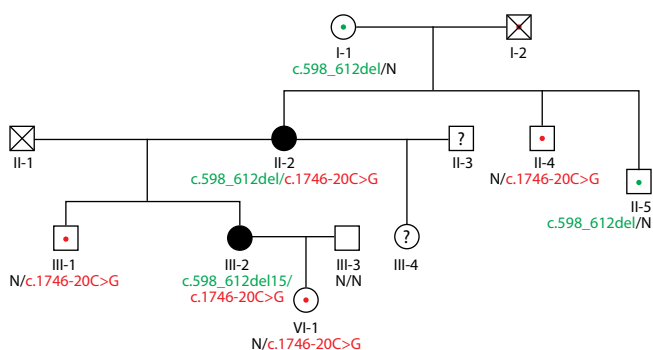 I-1
c.598_612del/N
I-2
II-1
II-2
c.598_612del/c.1746-20C>G
?
II-3
II-4
N/c.1746-20C>G
II-5
c.598_612del/N
III-1
N/c.1746-20C>G
III-2
c.598_612del15/
c.1746-20C>G
III-3
N/N
?
III-4
VI-1
N/c.1746-20C>G